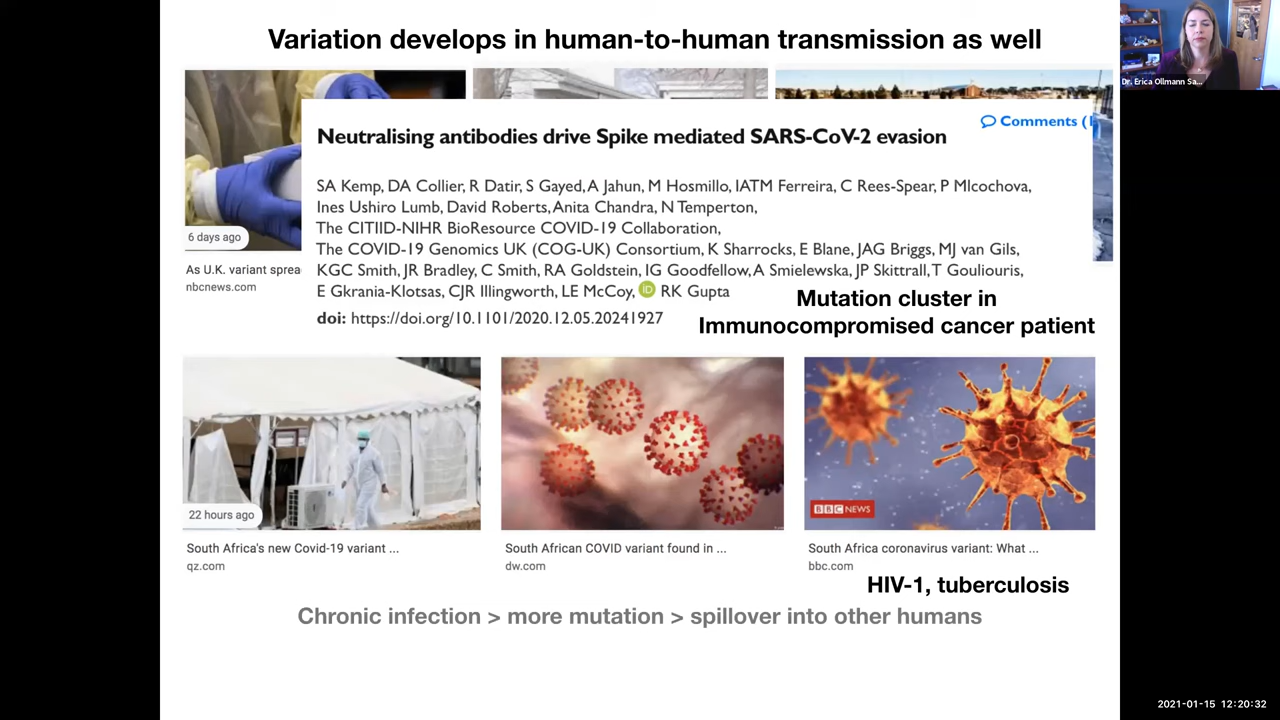 Variation develops in human-to-human transmission as well
Dr. Erica Ollmann Sa...
Comments (
Neutralising antibodies drive Spike mediated SARS-CoV-2 evasion
SA Kemp, DA Collier, R Datir, S Gayed, A Jahun, M Hosmillo, IATM Ferreira, C Rees-Spear, P Mlcochova,
Ines Ushiro Lumb, David Roberts, Anita Chandra, N Temperton,
The CITIID-NIHR BioResource COVID-19 Collaboration,
The COVID-19 Genomics UK (COG-UK) Consortium, K Sharrocks, E Blane, JAG Briggs, MJ van Gils,
KGC Smith, JR Bradley, C Smith, RA Goldstein, IG Goodfellow, A Smielewska, JP Skittrall, T Gouliouris,
E Gkrania-Klotsas, CJR Illingworth, LE McCoy, iD RK Gupta
doi: https://doi.org/10.1101/2020.12.05.20241927
6 days ago
As U.K. variant sprea
nbcnews.com
Mutation cluster in
Immunocompromised cancer patient
22 hours ago
BBC NEWS
South Africa's new Covid-19 variant ...
qz.com
South African COVID variant found in ...
dw.com
South Africa coronavirus variant: What ...
bbc.com
HIV-1, tuberculosis
Chronic infection > more mutation > spillover into other humans
2021-01-15 12:20:32